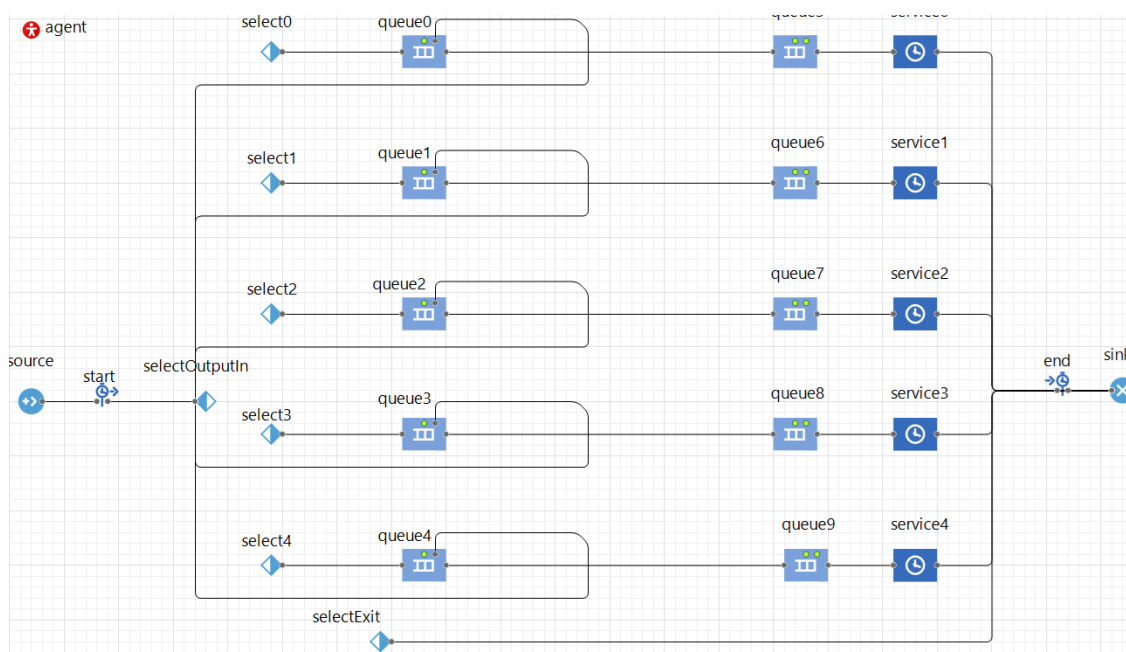 agent
select0
queue0
select1
queue1
queue6
service1
select2
queue2
queue7
service2
source
start
selectOutputIn
end
select3
queue3
queue8
service3
select4
queue4
queue9
service4
selectExit